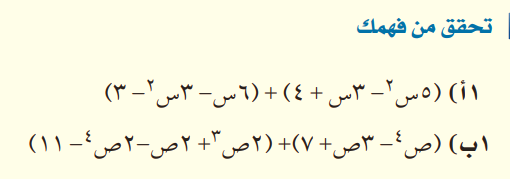 تحقق من فهمك
١أ) (٥س٢ – ٣س + ٤) + (٦س – ٣س٢ – ٣)
١ب) (ص٤ – ٣ص + ٧) + (٢ص٣ + ٢ص – ٢ص٤ – ١١)